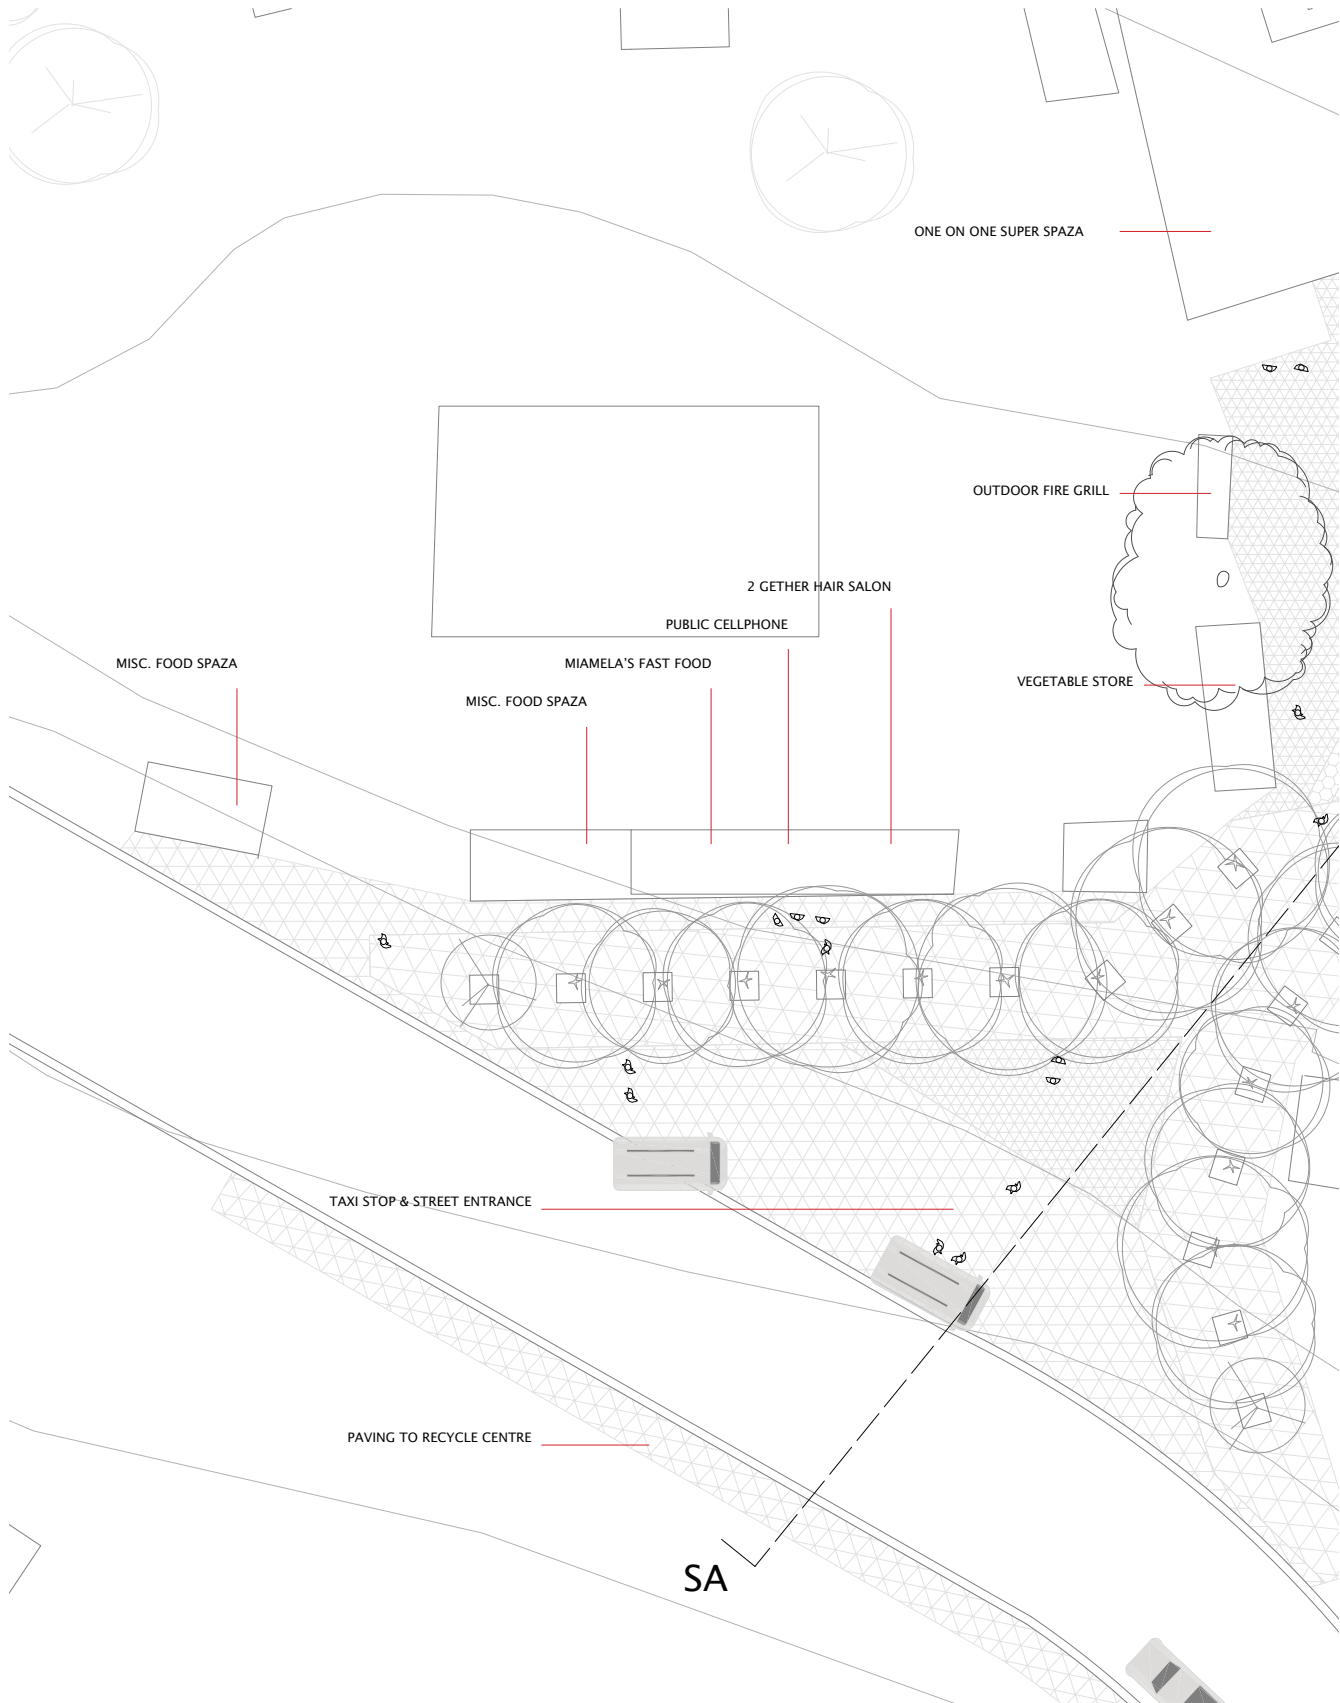 ONE ON ONE SUPER SPAZA
OUTDOOR FIRE GRILL
2 GETHER HAIR SALON
PUBLIC CELLPHONE
MISC. FOOD SPAZA
MIAMELA'S FAST FOOD
VEGETABLE STORE
MISC. FOOD SPAZA
TAXI STOP & STREET ENTRANCE
PAVING TO RECYCLE CENTRE
SA